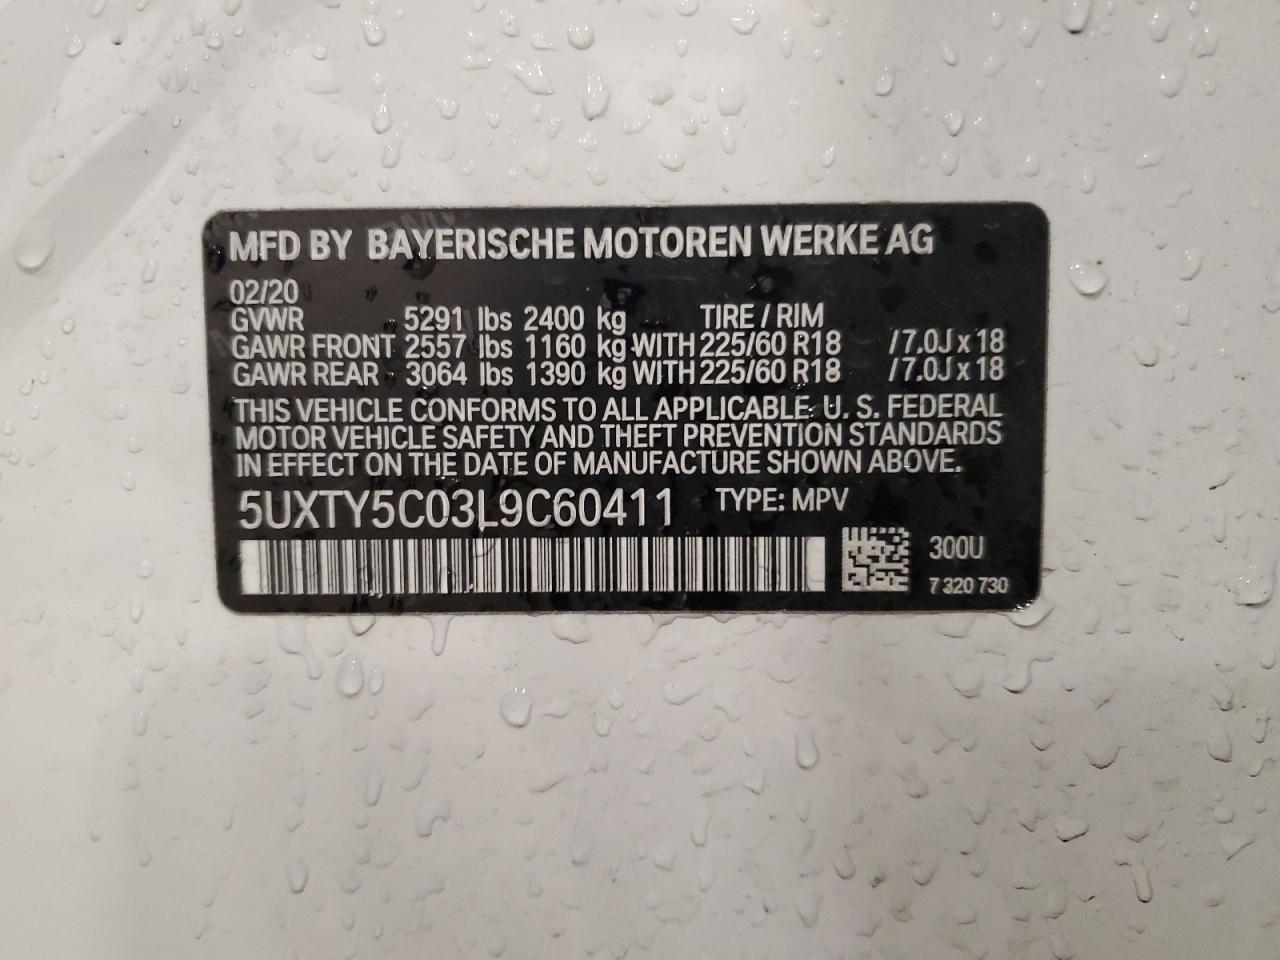 MFD BY BAYERISCHE MOTOREN WERKE AG
02/20
GVWR 5291 lbs 2400 kg TIRE / RIM
GAWR FRONT 2557 lbs 1160 kg WITH 225/60 R18 / 7.0J x 18
GAWR REAR 3064 lbs 1390 kg WITH 225/60 R18 / 7.0J x 18
THIS VEHICLE CONFORMS TO ALL APPLICABLE U. S. FEDERAL
MOTOR VEHICLE SAFETY AND THEFT PREVENTION STANDARDS
IN EFFECT ON THE DATE OF MANUFACTURE SHOWN ABOVE.
5UXTY5C03L9C60411 TYPE: MPV
300U
7 320 730